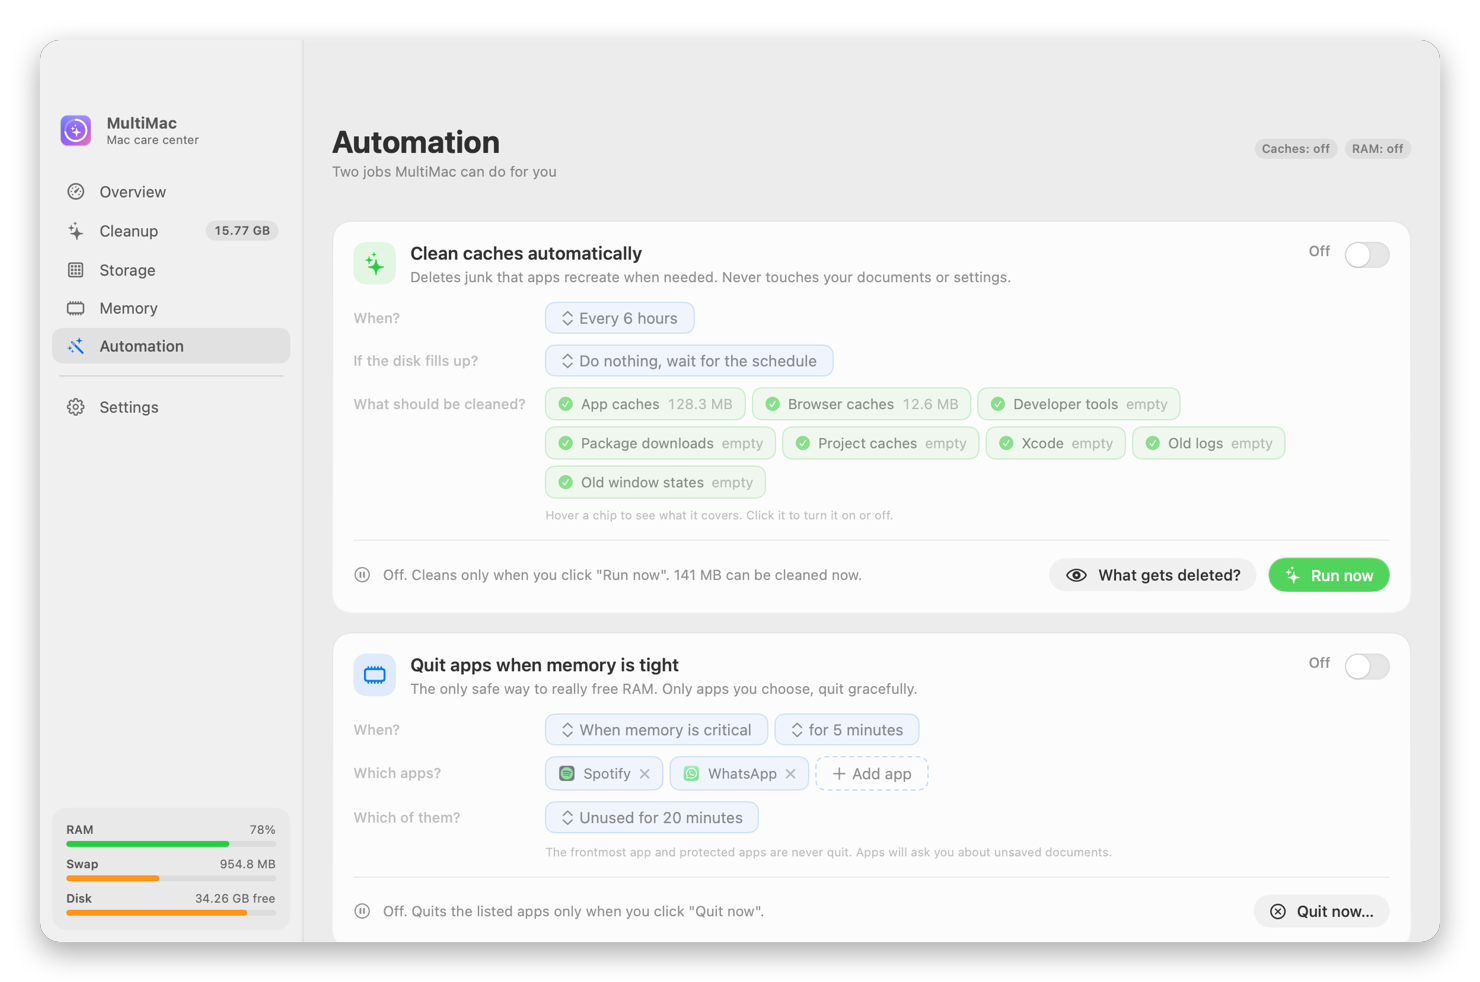 MultiMac
Mac care center
Overview
Cleanup 15.77 GB
Storage
Memory
Automation
Settings
RAM 78%
Swap 954.8 MB
Disk 34.26 GB free
Automation
Two jobs MultiMac can do for you
Caches: off RAM: off
Clean caches automatically
Deletes junk that apps recreate when needed. Never touches your documents or settings.
Off
When? Every 6 hours
If the disk fills up? Do nothing, wait for the schedule
What should be cleaned? App caches 128.3 MB Browser caches 12.6 MB Developer tools empty
Package downloads empty Project caches empty Xcode empty Old logs empty
Old window states empty
Hover a chip to see what it covers. Click it to turn it on or off.
Off. Cleans only when you click "Run now". 141 MB can be cleaned now. What gets deleted? Run now
Quit apps when memory is tight
The only safe way to really free RAM. Only apps you choose, quit gracefully.
Off
When? When memory is critical for 5 minutes
Which apps? Spotify WhatsApp Add app
Which of them? Unused for 20 minutes
The frontmost app and protected apps are never quit. Apps will ask you about unsaved documents.
Off. Quits the listed apps only when you click "Quit now". Quit now...